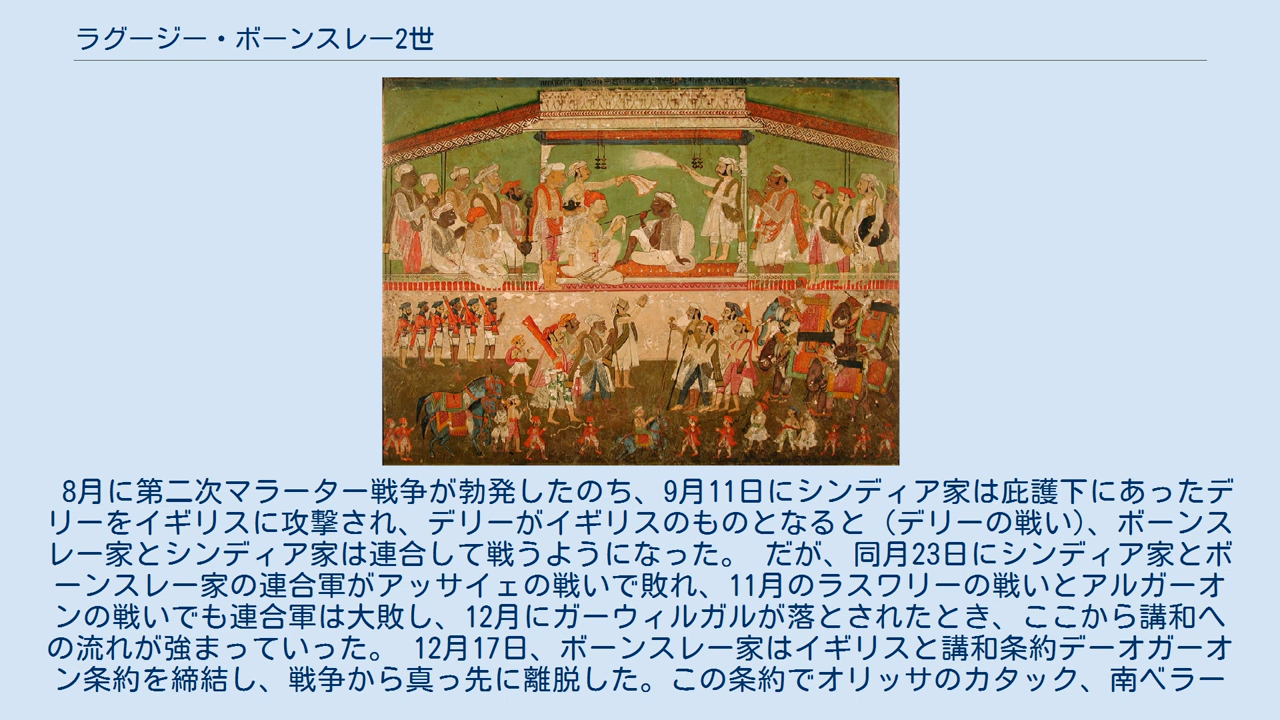 ラグージー・ボーンスレー2世
8月に第二次マラーター戦争が勃発したのち、9月11日にシンディア家は庇護下にあったデ
リーをイギリスに攻撃され、デリーがイギリスのものとなると（デリーの戦い）、ボーンス
レー家とシンディア家は連合して戦うようになった。 だが、同月23日にシンディア家とボ
ーンスレー家の連合軍がアッサイェの戦いで敗れ、11月のラスワリーの戦いとアルガーオ
ンの戦いでも連合軍は大敗し、12月にガーウィルガルが落とされたとき、ここから講和へ
の流れが強まっていった。 12月17日、ボーンスレー家はイギリスと講和条約デーオガーオ
ン条約を締結し、戦争から真っ先に離脱した。この条約でオリッサのカタック、南ベラー